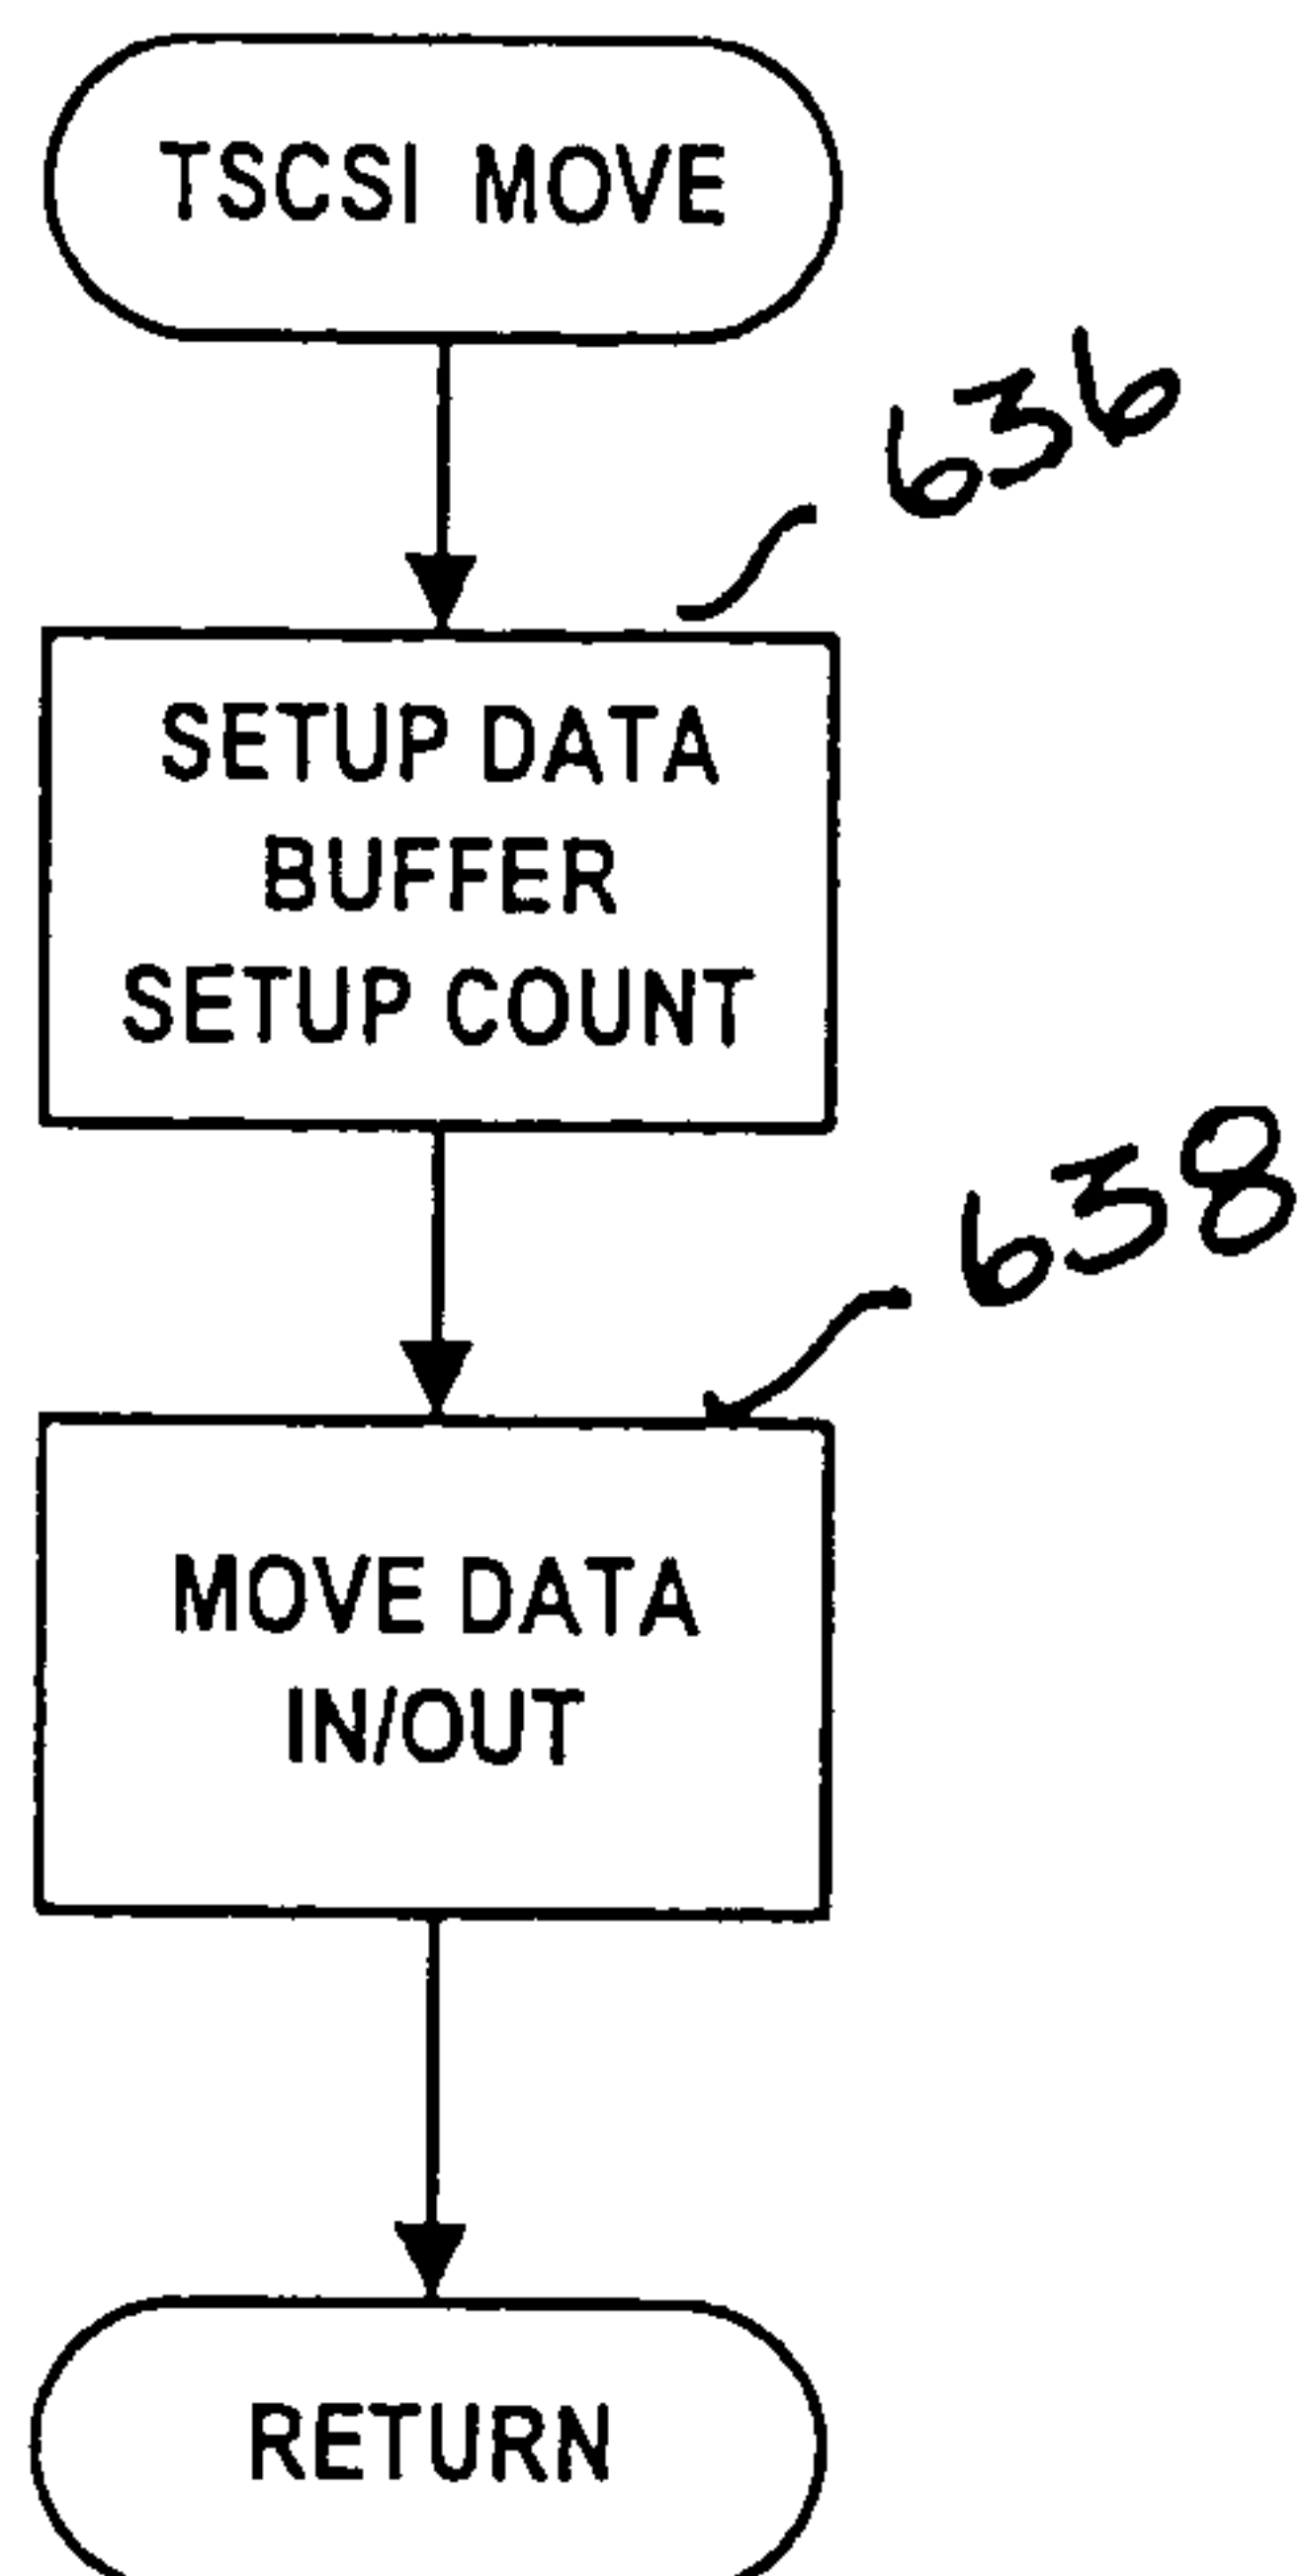 TSCSI MOVE
636
SETUP DATA
BUFFER
SETUP COUNT
638
MOVE DATA
IN/OUT
RETURN